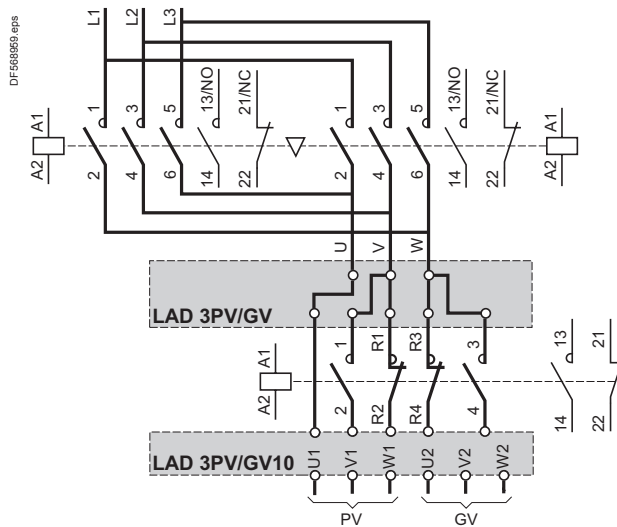 DF568959.eps
L1 L2 L3
A1 1 3 5 13/NO 21/NC 1 3 5 13/NO 21/NC A1
A2 2 4 6 14 22 2 4 6 14 22 A2
U V W
LAD 3PV/GV
A1 1 R1 R3 3 13 21
A2 2 R2 R4 4 14 22
LAD 3PV/GV10 U1 V1 W1 U2 V2 W2
PV GV